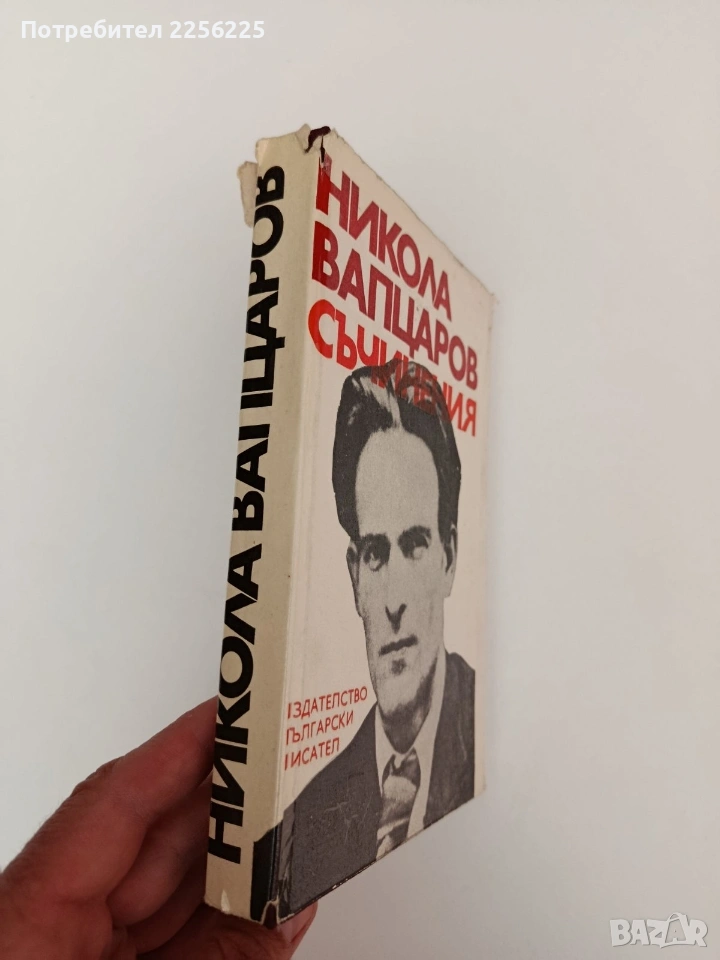 Потребител 2256225
НИКОЛА ВАПЦАРОВ
НИКОЛА
ВАПЦАРОВ
СЪЧИНЕНИЯ
ИЗДАТЕЛСТВО
БЪЛГАРСКИ
ПИСАТЕЛ
BAZAR